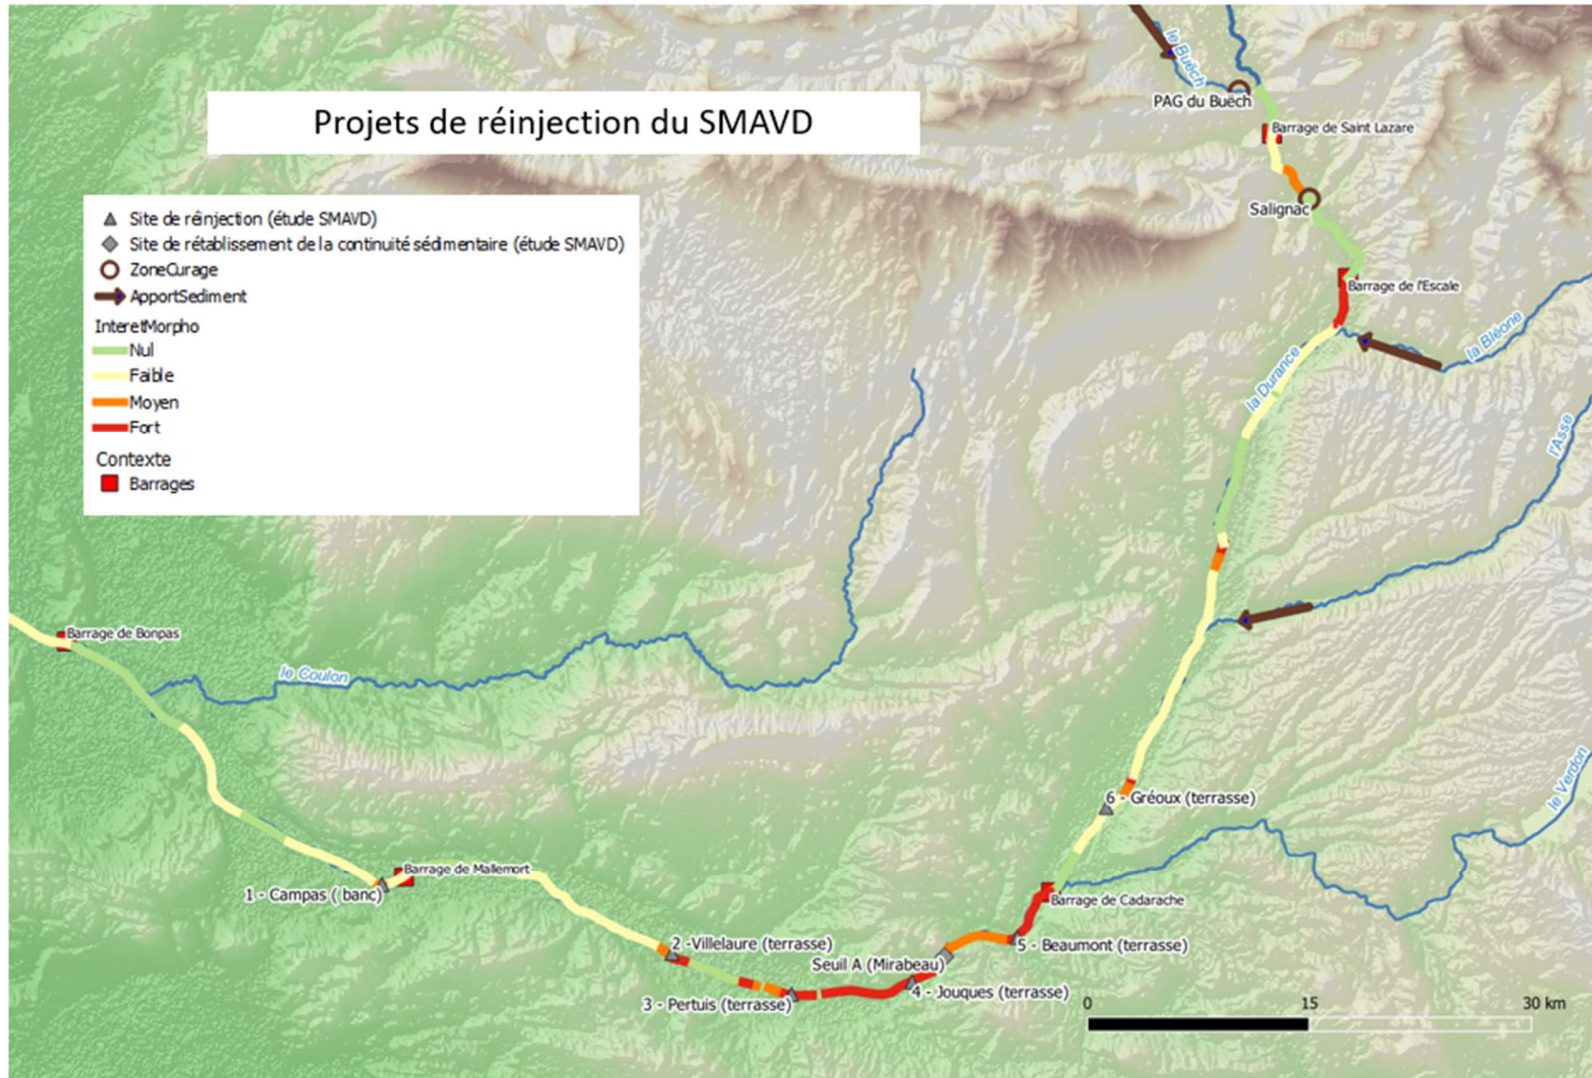 Projets de réinjection du SMAVD
Site de réinjection (étude SMAVD)
Site de rétablissement de la continuité sédimentaire (étude SMAVD)
ZoneCurage
ApportSediment
InteretMorpho
Nul
Faible
Moyen
Fort
Contexte
Barrages
le Buëch
PAG du Buëch
Barrage de Saint Lazare
Salignac
Barrage de l'Escale
la Bléone
la Durance
l'Asse
Barrage de Bonpas
le Coulon
le Verdon
6 - Gréoux (terrasse)
Barrage de Mallemort
1 - Campas ( banc)
Barrage de Cadarache
2 -Villelaure (terrasse)
5 - Beaumont (terrasse)
Seuil A (Mirabeau)
4 - Jouques (terrasse)
3 - Pertuis (terrasse)
0 15 30 km